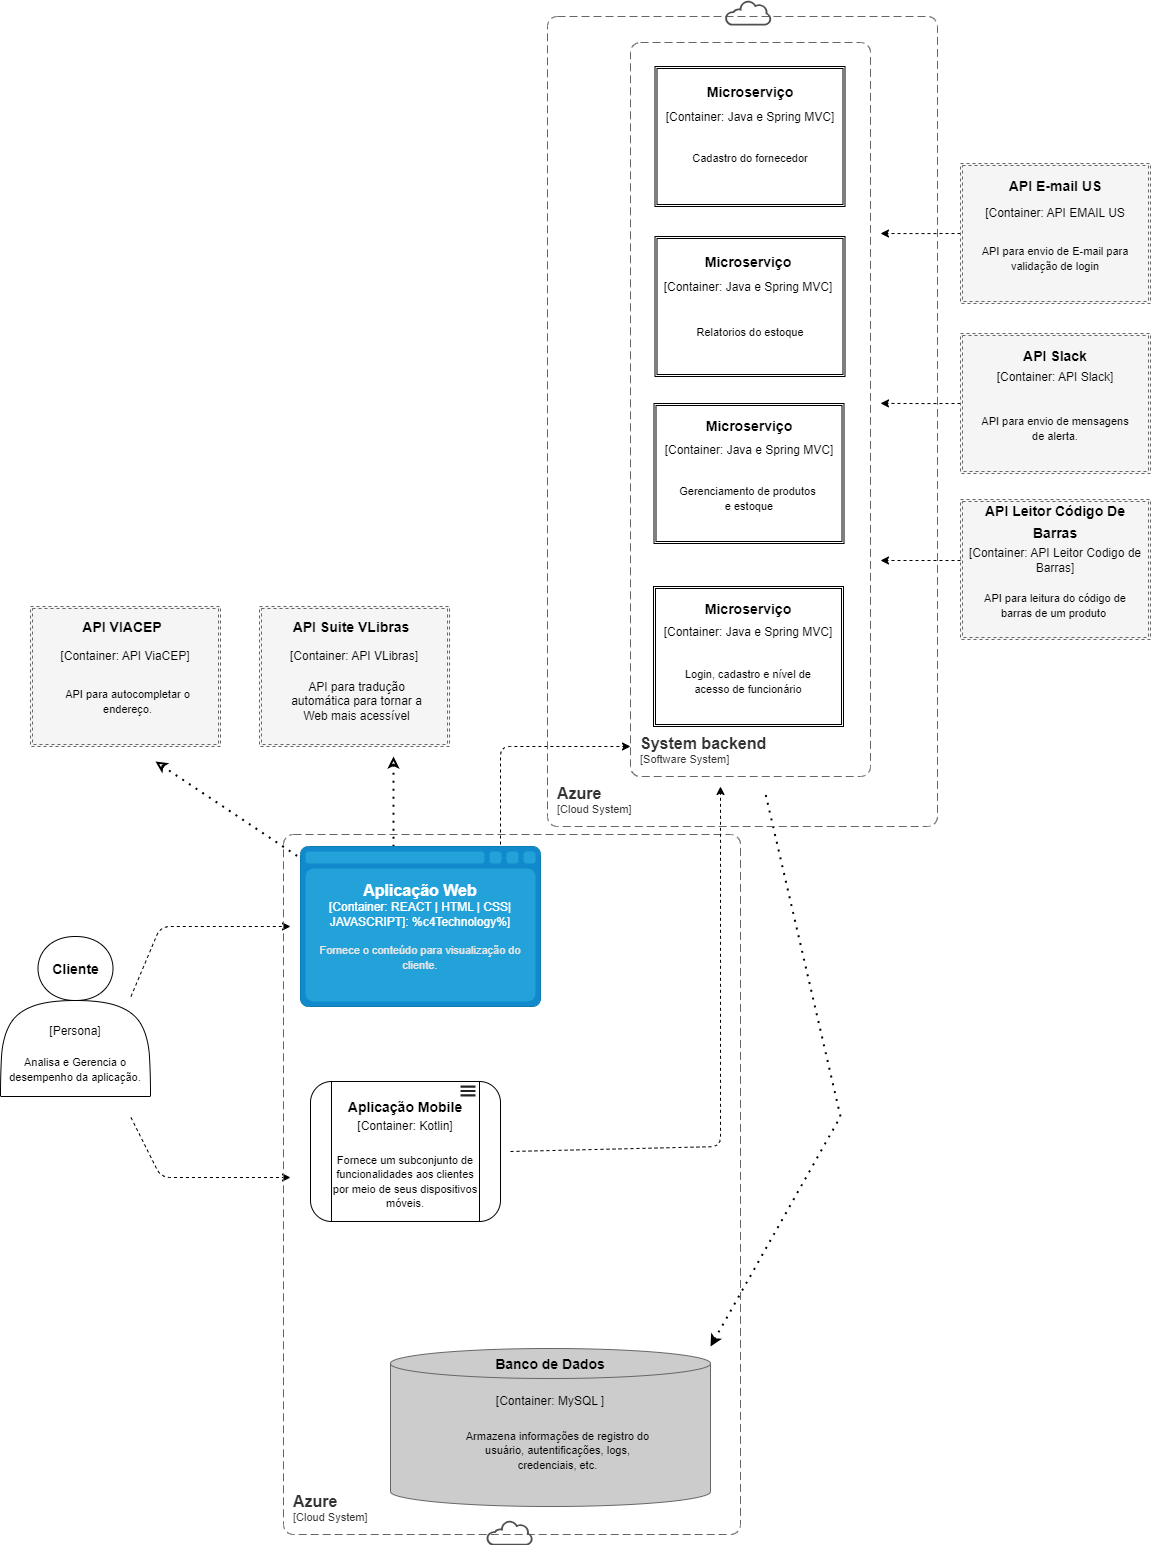 Microserviço
[Container: Java e Spring MVC]
Cadastro do fornecedor
Microserviço
[Container: Java e Spring MVC]
Relatorios do estoque
Microserviço
[Container: Java e Spring MVC]
Gerenciamento de produtos
e estoque
Microserviço
[Container: Java e Spring MVC]
Login, cadastro e nível de
acesso de funcionário
System backend
[Software System]
Azure
[Cloud System]
API E-mail US
[Container: API EMAIL US
API para envio de E-mail para
validação de login
API Slack
[Container: API Slack]
API para envio de mensagens
de alerta.
API Leitor Código De
Barras
[Container: API Leitor Codigo de
Barras]
API para leitura do código de
barras de um produto
API VIACEP
[Container: API ViaCEP]
API para autocompletar o
endereço.
API Suite VLibras
[Container: API VLibras]
API para tradução
automática para tornar a
Web mais acessível
Aplicação Web
[Container: REACT | HTML | CSS|
JAVASCRIPT]: %c4Technology%]
Fornece o conteúdo para visualização do
cliente.
Cliente
[Persona]
Analisa e Gerencia o
desempenho da aplicação.
Aplicação Mobile
[Container: Kotlin]
Fornece um subconjunto de
funcionalidades aos clientes
por meio de seus dispositivos
móveis.
Banco de Dados
[Container: MySQL ]
Armazena informações de registro do
usuário, autentificações, logs,
credenciais, etc.
Azure
[Cloud System]